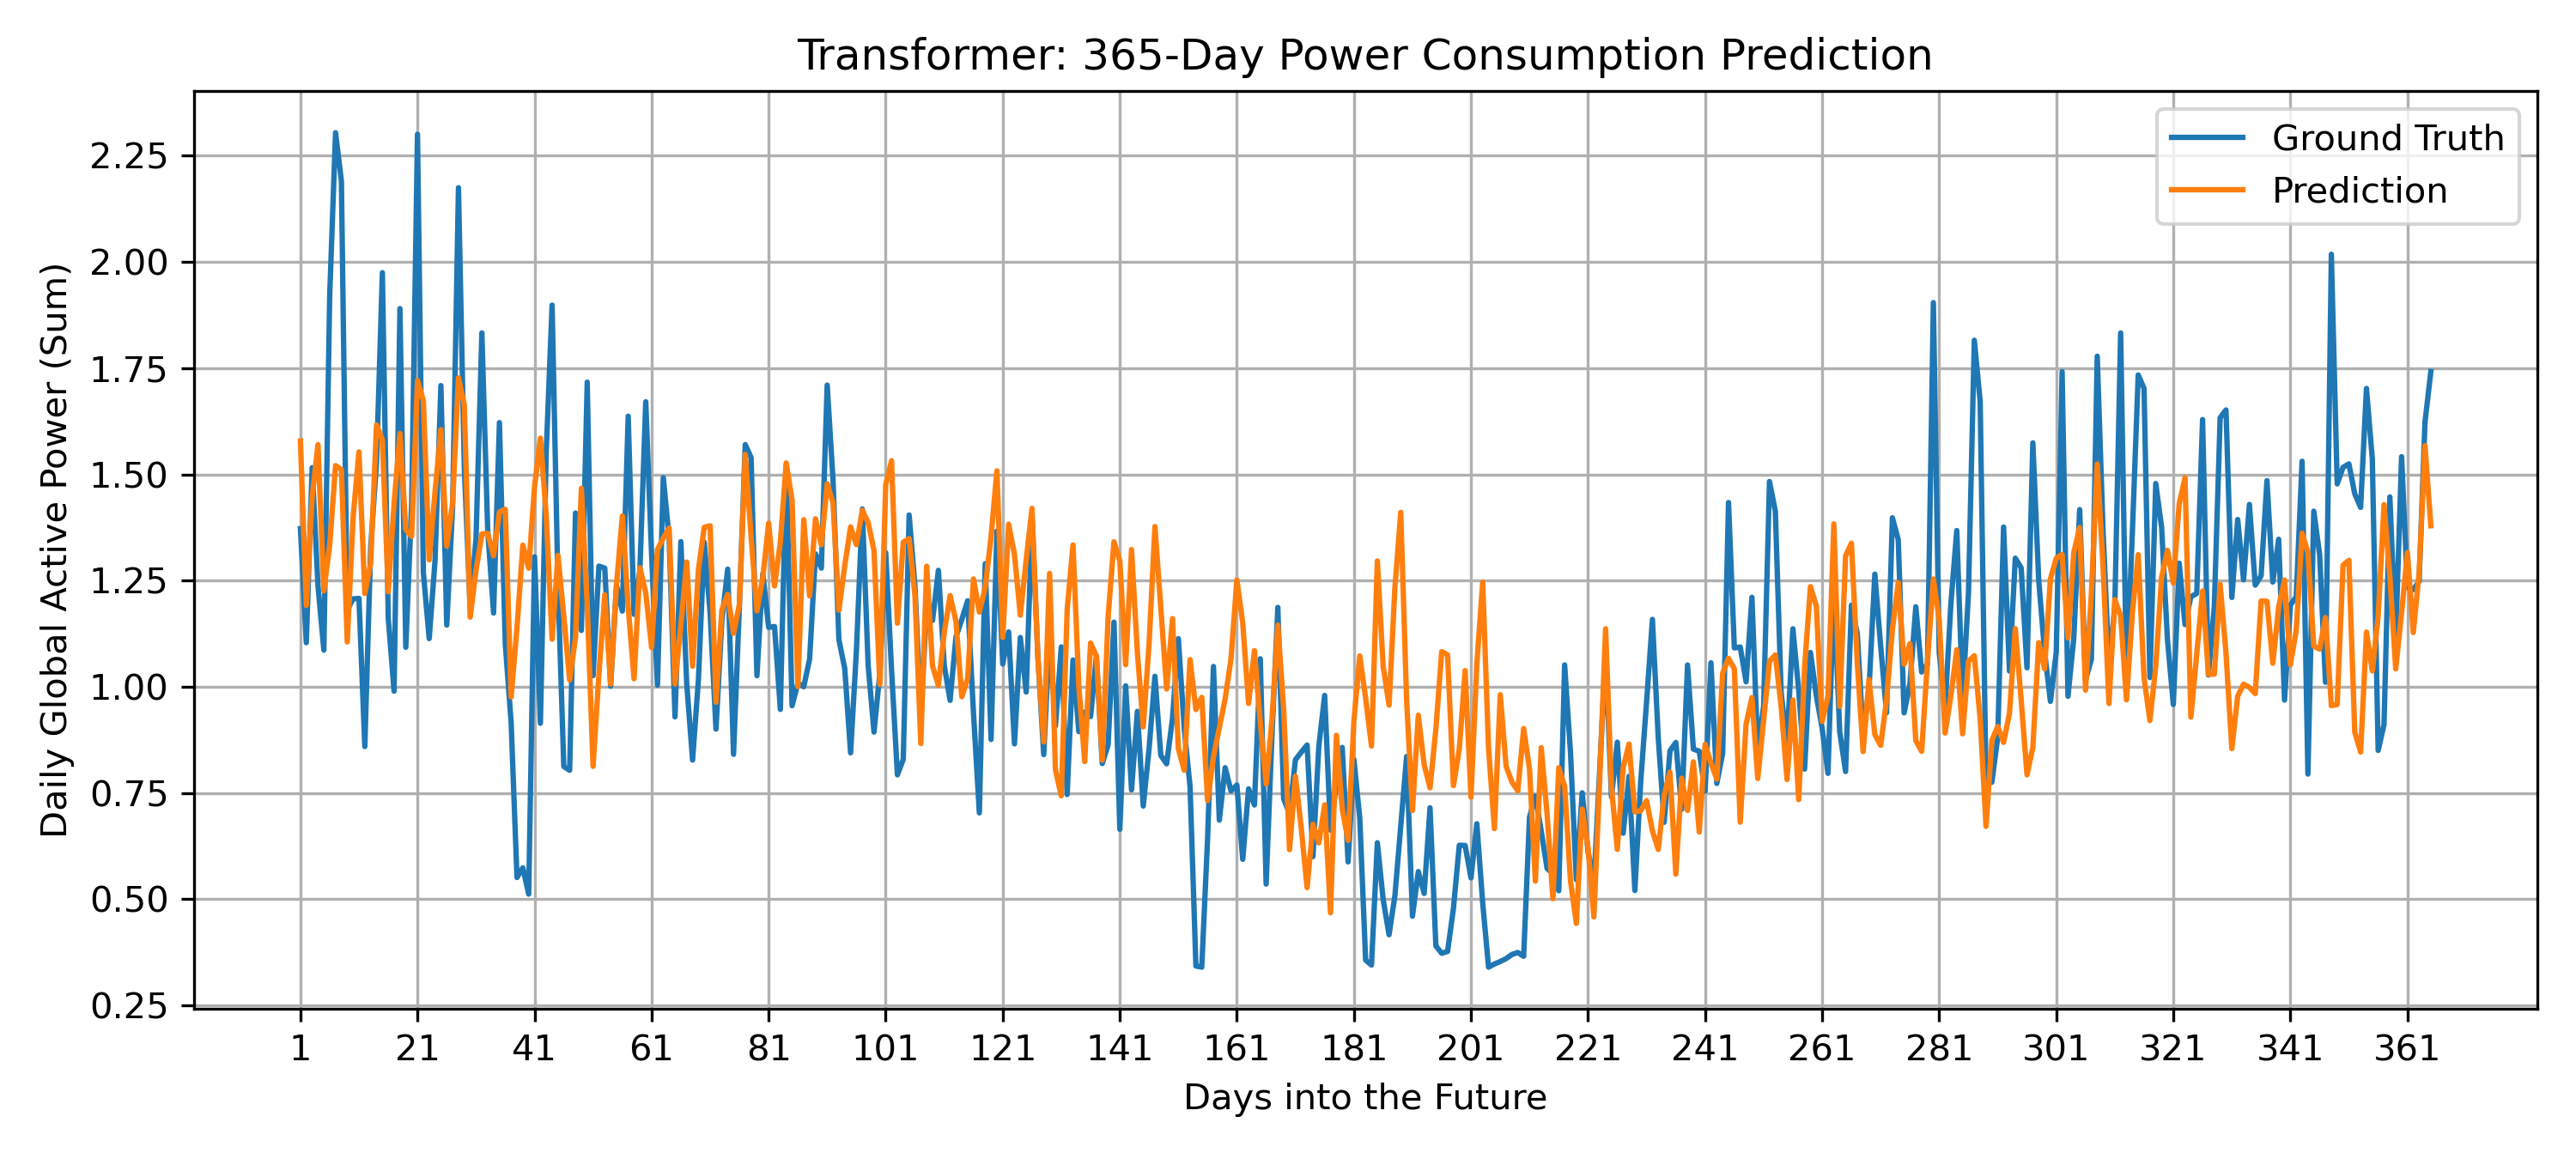 Transformer: 365-Day Power Consumption Prediction
Ground Truth
Prediction
Daily Global Active Power (Sum)
2.25
2.00
1.75
1.50
1.25
1.00
0.75
0.50
0.25
1 21 41 61 81 101 121 141 161 181 201 221 241 261 281 301 321 341 361
Days into the Future